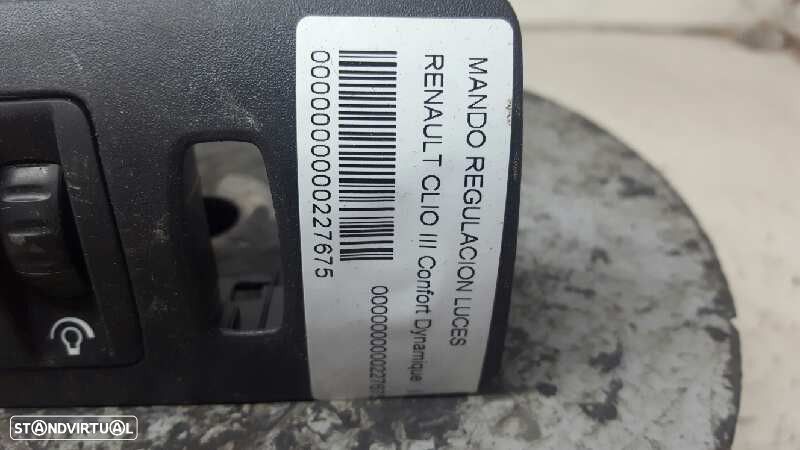 MANDO REGULACION LUCES
RENAULT CLIO III Confort Dynamique
0000000000227675
STANDVIRTUAL